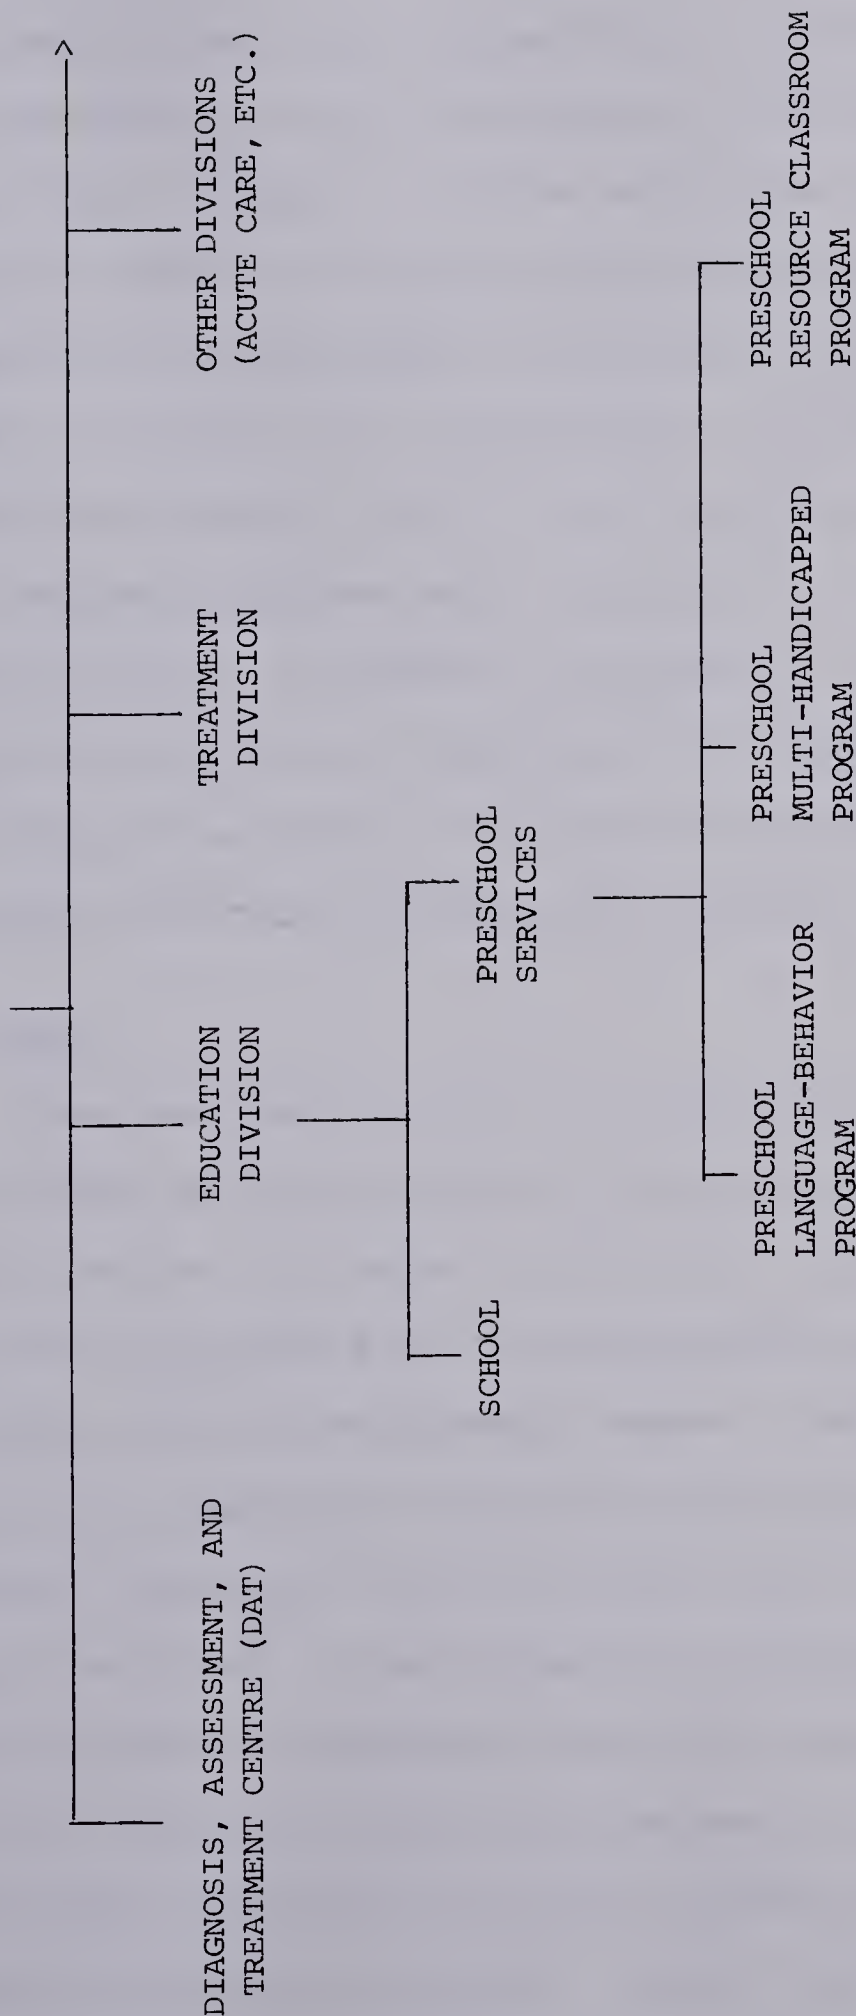 DIAGNOSIS, ASSESSMENT, AND
TREATMENT CENTRE (DAT)
EDUCATION
DIVISION
TREATMENT
DIVISION
OTHER DIVISIONS
(ACUTE CARE, ETC.)
SCHOOL
PRESCHOOL
SERVICES
PRESCHOOL
LANGUAGE-BEHAVIOR
PROGRAM
PRESCHOOL
MULTI-HANDICAPPED
PROGRAM
PRESCHOOL
RESOURCE CLASSROOM
PROGRAM